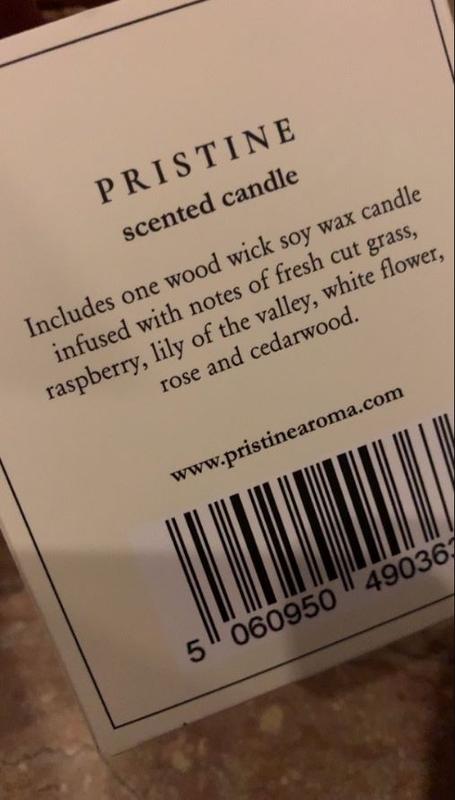 PRISTINE
scented candle
Includes one wood wick soy wax candle
infused with notes of fresh cut grass,
raspberry, lily of the valley, white flower,
rose and cedarwood.
www.pristinearoma.com
5 060950 490363